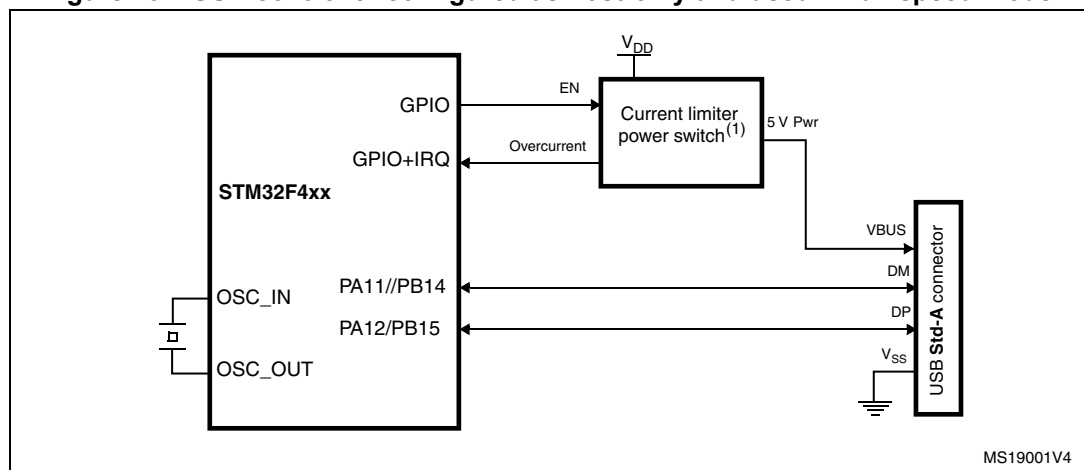 V_DD
EN
GPIO
Current limiter
power switch(1)
5 V Pwr
Overcurrent
GPIO+IRQ
STM32F4xx
VBUS
DM
PA11//PB14
OSC_IN
DP
PA12/PB15
V_SS
OSC_OUT
USB Std-A connector
MS19001V4